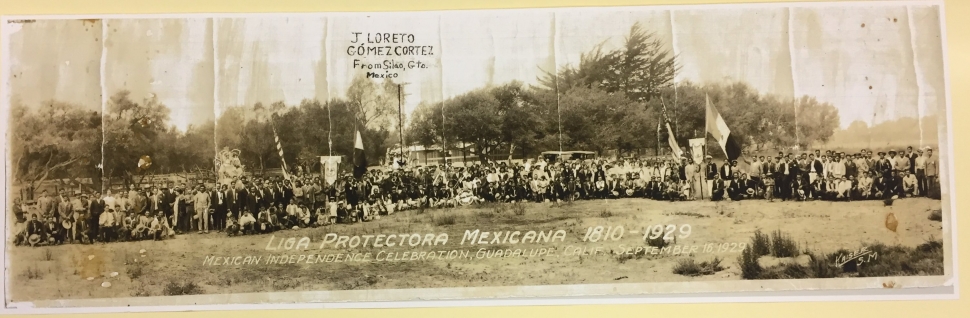 J. LORETO
GÓMEZ CORTEZ
From Silao, Gto.
Mexico
LIGA PROTECTORA MEXICANA 1810-1929
MEXICAN INDEPENDENCE CELEBRATION, GUADALUPE CALIF. SEPTEMBER 16, 1929
S.M